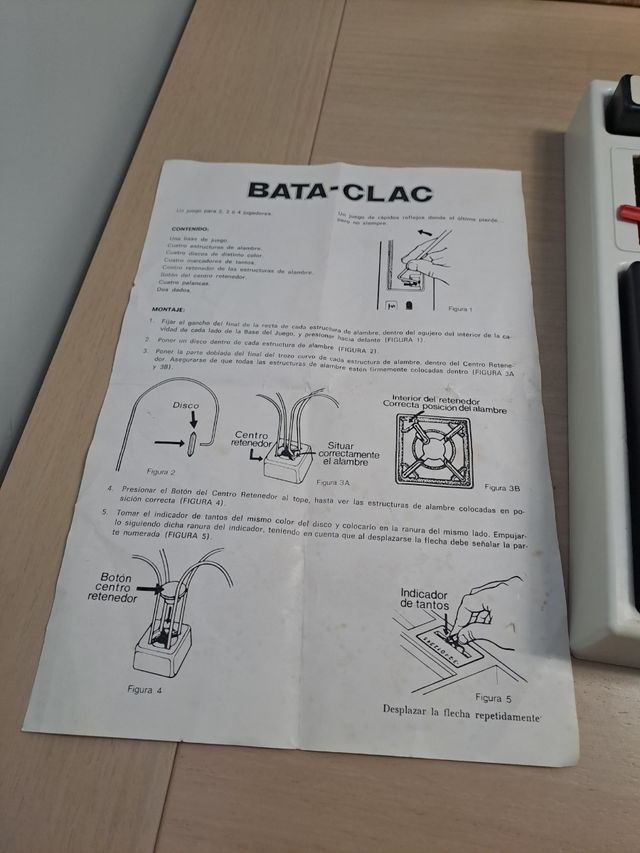 BATA-CLAC
Un juego para 2, 3 ó 4 jugadores.
Un juego de rápidos reflejos donde el último pierde...
pero no siempre.
CONTENIDO:
Una base de juego.
Cuatro estructuras de alambre.
Cuatro discos de distinto color.
Cuatro marcadores de tantos.
Centro retenedor de las estructuras de alambre.
Botón del centro retenedor.
Cuatro palancas.
Dos dados.
Figura 1
MONTAJE:
1. Fijar el gancho del final de la recta de cada estructura de alambre, dentro del agujero del interior de la ca-
vidad de cada lado de la Base del Juego, y presionar hacia delante (FIGURA 1).
2. Poner un disco dentro de cada estructura de alambre (FIGURA 2).
3. Poner la parte doblada del final del trozo curvo de cada estructura de alambre, dentro del Centro Retene-
dor. Asegurarse de que todas las estructuras de alambre estén firmemente colocadas dentro (FIGURA 3A
y 3B).
Disco
Figura 2
Centro
retenedor
Situar
correctamente
el alambre
Figura 3A
Interior del retenedor
Correcta posición del alambre
Figura 3B
4. Presionar el Botón del Centro Retenedor al tope, hasta ver las estructuras de alambre colocadas en po-
sición correcta (FIGURA 4).
5. Tomar el indicador de tantos del mismo color del disco y colocarlo en la ranura del mismo lado. Empujar-
lo siguiendo dicha ranura del indicador, teniendo en cuenta que al desplazarse la flecha debe señalar la par-
te numerada (FIGURA 5).
Botón
centro
retenedor
Figura 4
Indicador
de tantos
Figura 5
Desplazar la flecha repetidamente